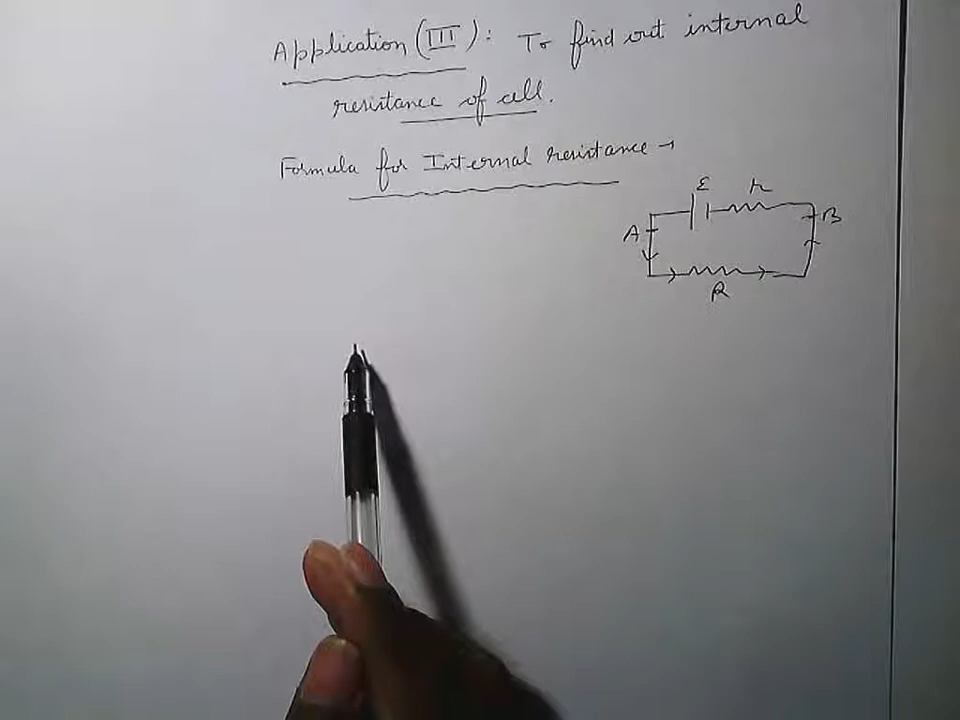 Application (III): To find out internal
resistance of cell.
Formula for Internal resistance →
ε r
A B
R